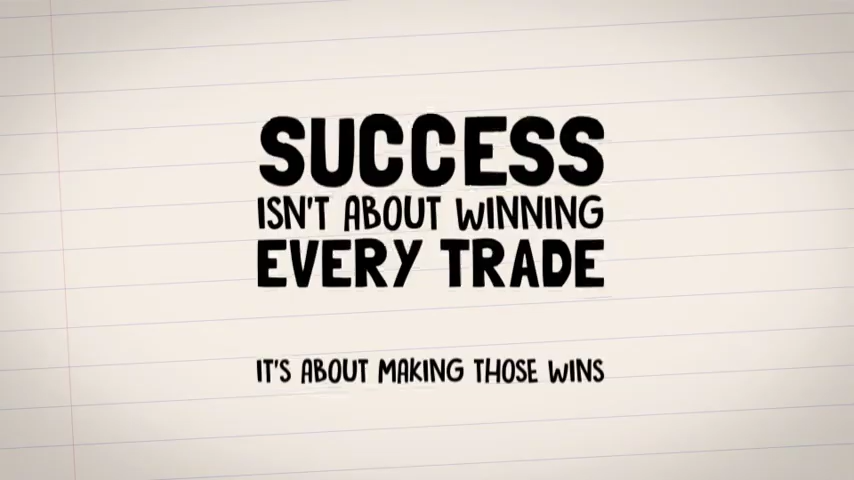 SUCCESS
ISN'T ABOUT WINNING
EVERY TRADE
IT'S ABOUT MAKING THOSE WINS